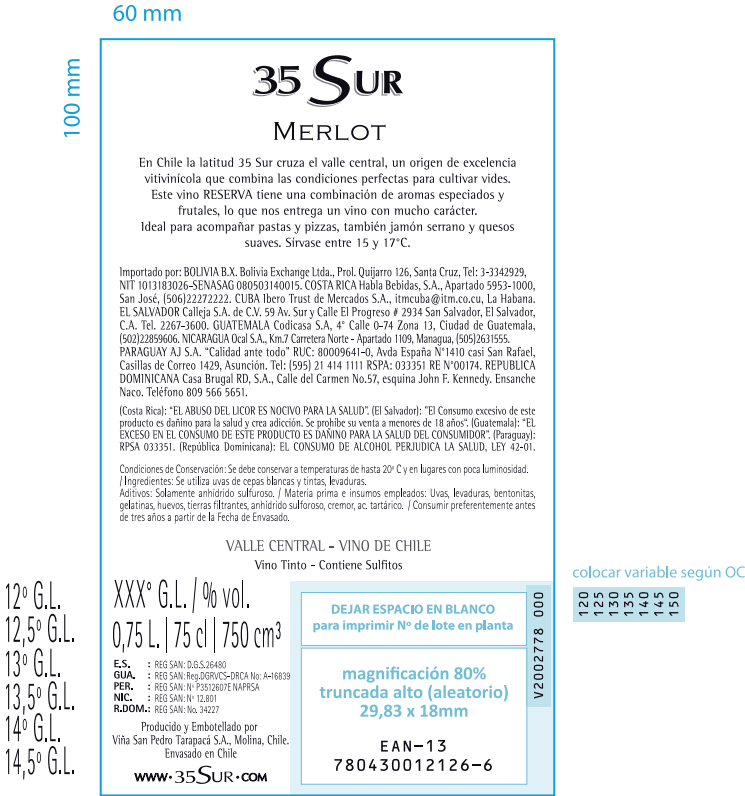 60 mm
100 mm
35 SUR
MERLOT
En Chile la latitud 35 Sur cruza el valle central, un origen de excelencia
vitivinícola que combina las condiciones perfectas para cultivar vides.
Este vino RESERVA tiene una combinación de aromas especiados y
frutales, lo que nos entrega un vino con mucho carácter.
Ideal para acompañar pastas y pizzas, también jamón serrano y quesos
suaves. Sírvase entre 15 y 17°C.
Importado por: BOLIVIA B.X. Bolivia Exchange Ltda., Prol. Quijarro 126, Santa Cruz, Tel: 3-3342929,
NIT 1013183026-SENASAG 080503140015. COSTA RICA Habla Bebidas, S.A., Apartado 5953-1000,
San José, (506)22272222. CUBA Ibero Trust de Mercados S.A., itmcuba@itm.co.cu, La Habana.
EL SALVADOR Calleja S.A. de C.V. 59 Av. Sur y Calle El Progreso # 2934 San Salvador, El Salvador,
C.A. Tel. 2267-3600. GUATEMALA Codicasa S.A, 4° Calle 0-74 Zona 13, Ciudad de Guatemala,
(502)22859606. NICARAGUA Ocal S.A., Km.7 Carretera Norte - Apartado 1109, Managua, (505)2631555.
PARAGUAY AJ S.A. “Calidad ante todo” RUC: 80009641-0, Avda España N°1410 casi San Rafael,
Casillas de Correo 1429, Asunción. Tel: (595) 21 414 1111 RSPA: 033351 RE N°00174. REPUBLICA
DOMINICANA Casa Brugal RD, S.A., Calle del Carmen No.57, esquina John F. Kennedy. Ensanche
Naco. Teléfono 809 566 5651.
(Costa Rica): “EL ABUSO DEL LICOR ES NOCIVO PARA LA SALUD”. (El Salvador): "El Consumo excesivo de este
producto es dañino para la salud y crea adicción. Se prohibe su venta a menores de 18 años“. (Guatemala): “EL
EXCESO EN EL CONSUMO DE ESTE PRODUCTO ES DAÑINO PARA LA SALUD DEL CONSUMIDOR”. (Paraguay):
RPSA 033351. (República Dominicana): EL CONSUMO DE ALCOHOL PERJUDICA LA SALUD, LEY 42-01.
Condiciones de Conservación: Se debe conservar a temperaturas de hasta 20º C y en lugares con poca luminosidad.
/ Ingredientes: Se utiliza uvas de cepas blancas y tintas, levaduras.
Aditivos: Solamente anhídrido sulfuroso. / Materia prima e insumos empleados: Uvas, levaduras, bentonitas,
gelatinas, huevos, tierras filtrantes, anhídrido sulfuroso, cremor, ac. tartárico. / Consumir preferentemente antes
de tres años a partir de la Fecha de Envasado.
VALLE CENTRAL - VINO DE CHILE
Vino Tinto - Contiene Sulfitos
XXX° G.L. / % vol.
0,75 L. | 75 cl | 750 cm³
E.S. : REG SAN: D.G.S.26480
GUA. : REG SAN: Reg.DGRVCS-DRCA No: A-16839
PER. : REG SAN: N° P3512607E NAPRSA
NIC. : REG SAN: N° 12.801
R.DOM.: REG SAN: No. 34227
Producido y Embotellado por
Viña San Pedro Tarapacá S.A., Molina, Chile.
Envasado en Chile
WWW·35SUR·COM
DEJAR ESPACIO EN BLANCO
para imprimir Nº de lote en planta
magnificación 80%
truncada alto (aleatorio)
29,83 x 18mm
EAN-13
780430012126-6
V2002778 000
colocar variable según OC
120
125
130
135
140
145
150
12º G.L.
12,5º G.L.
13º G.L.
13,5º G.L.
14º G.L.
14,5º G.L.